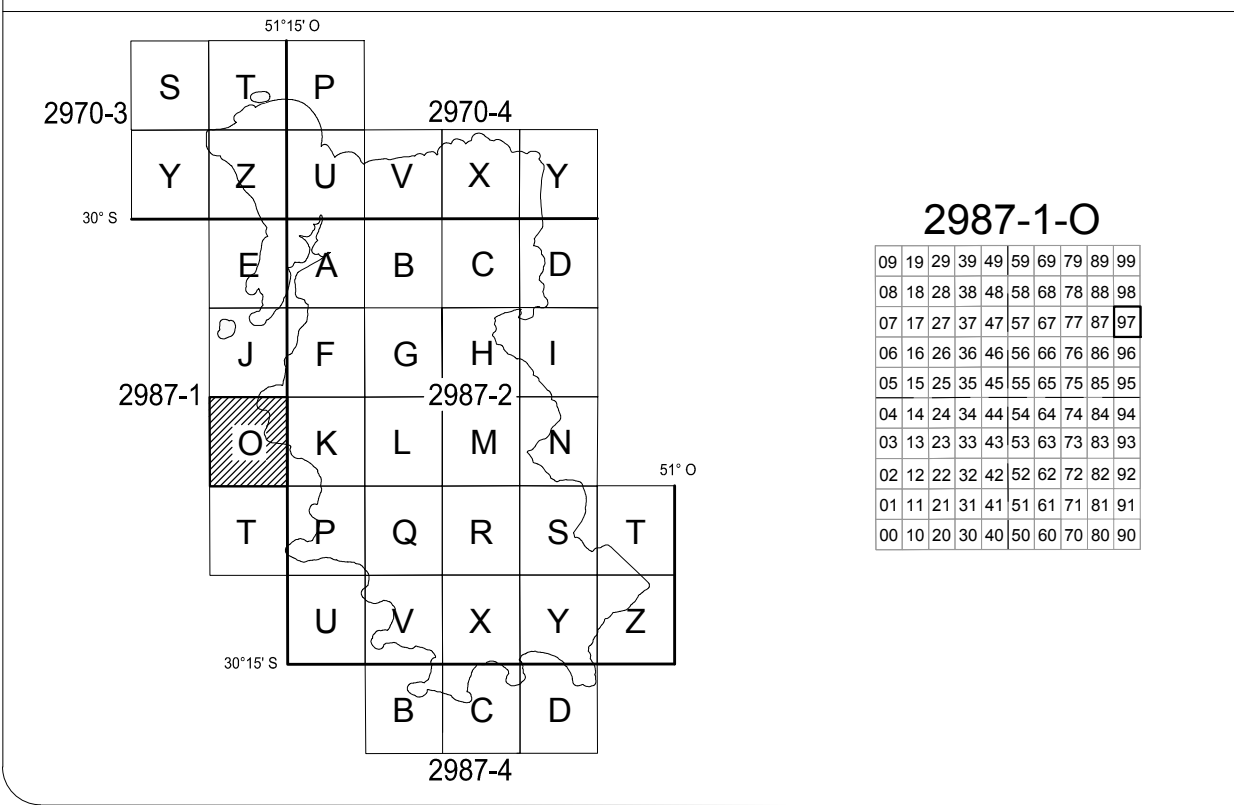 51°15' O
S T P
2970-3 2970-4
Y Z U V X Y
30° S
E A B C D
J F G H I
2987-1 2987-2
O K L M N
51° O
T P Q R S T
U V X Y Z
30°15' S
B C D
2987-4
2987-1-O
09 19 29 39 49 59 69 79 89 99
08 18 28 38 48 58 68 78 88 98
07 17 27 37 47 57 67 77 87 97
06 16 26 36 46 56 66 76 86 96
05 15 25 35 45 55 65 75 85 95
04 14 24 34 44 54 64 74 84 94
03 13 23 33 43 53 63 73 83 93
02 12 22 32 42 52 62 72 82 92
01 11 21 31 41 51 61 71 81 91
00 10 20 30 40 50 60 70 80 90